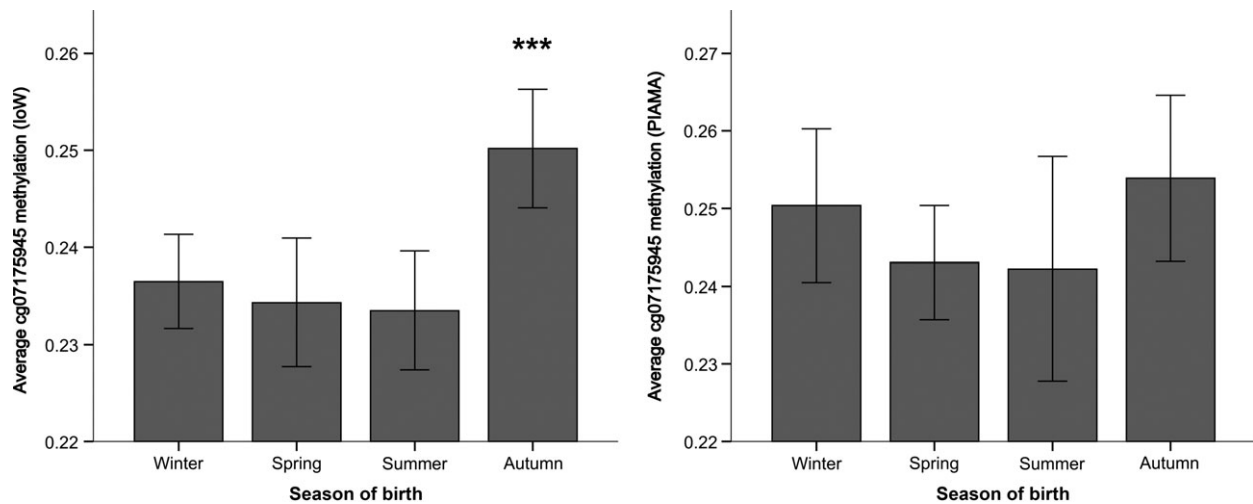 Average cg07175945 methylation (IoW)
0.26
0.25
0.24
0.23
0.22
***
Winter Spring Summer Autumn
Season of birth
Average cg07175945 methylation (PIAMA)
0.27
0.26
0.25
0.24
0.23
0.22
Winter Spring Summer Autumn
Season of birth